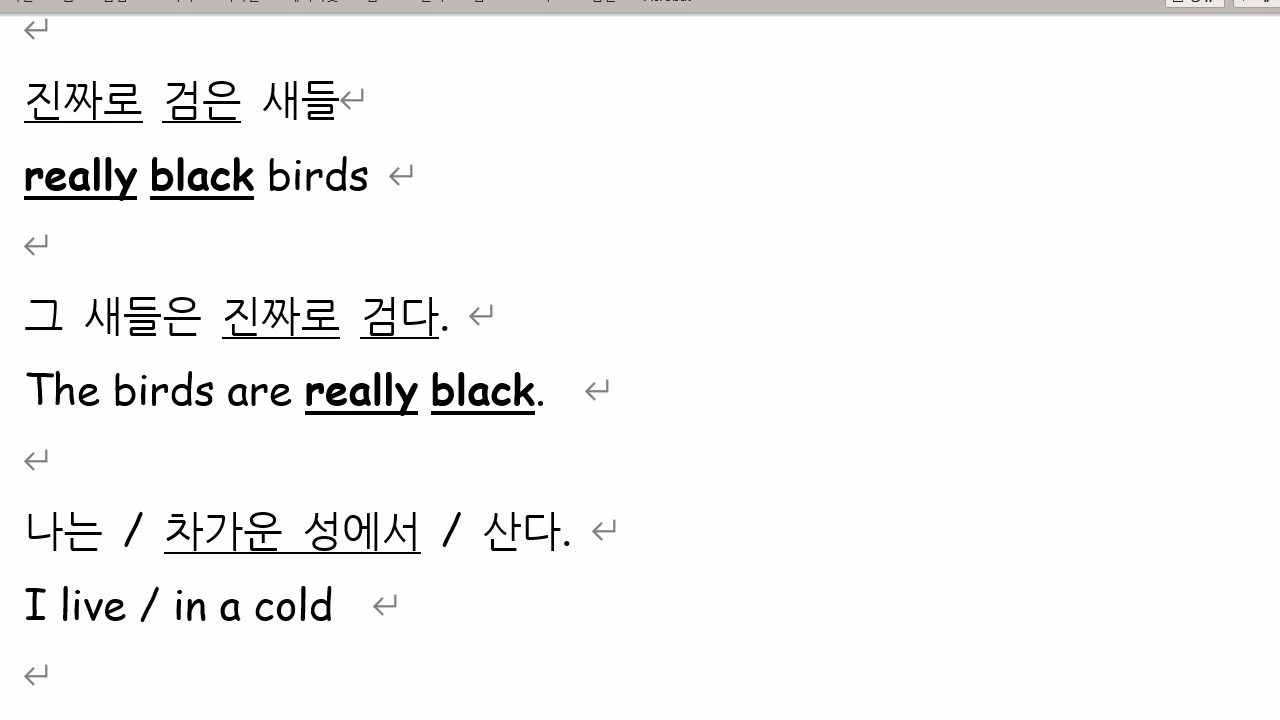 진짜로 검은 새들
really black birds
그 새들은 진짜로 검다.
The birds are really black.
나는 / 차가운 성에서 / 산다.
I live / in a cold